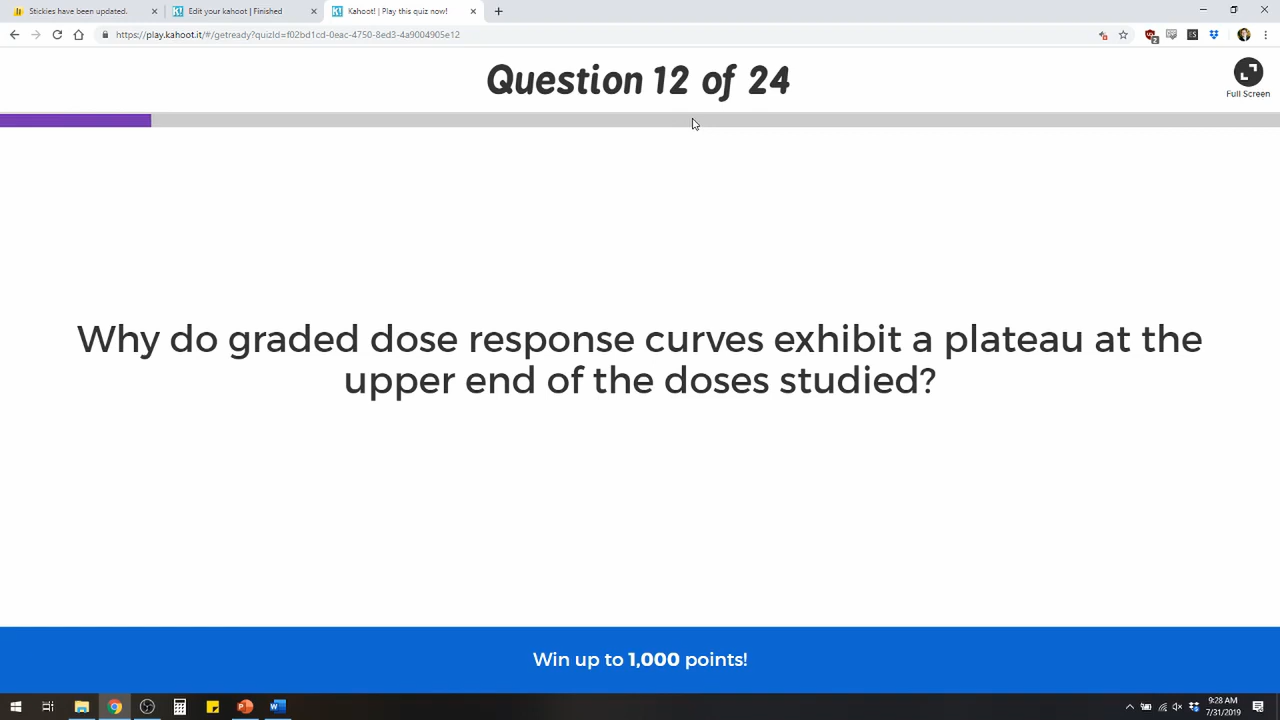 Stickies have been updated.
Edit your kahoot | Finished
Kahoot! | Play this quiz now!
https://play.kahoot.it/#/getready?quizId=f02bd1cd-0eac-4750-8ed3-4a9004905e12
Question 12 of 24
Full Screen
Why do graded dose response curves exhibit a plateau at the
upper end of the doses studied?
Win up to 1,000 points!
9:28 AM
7/31/2019